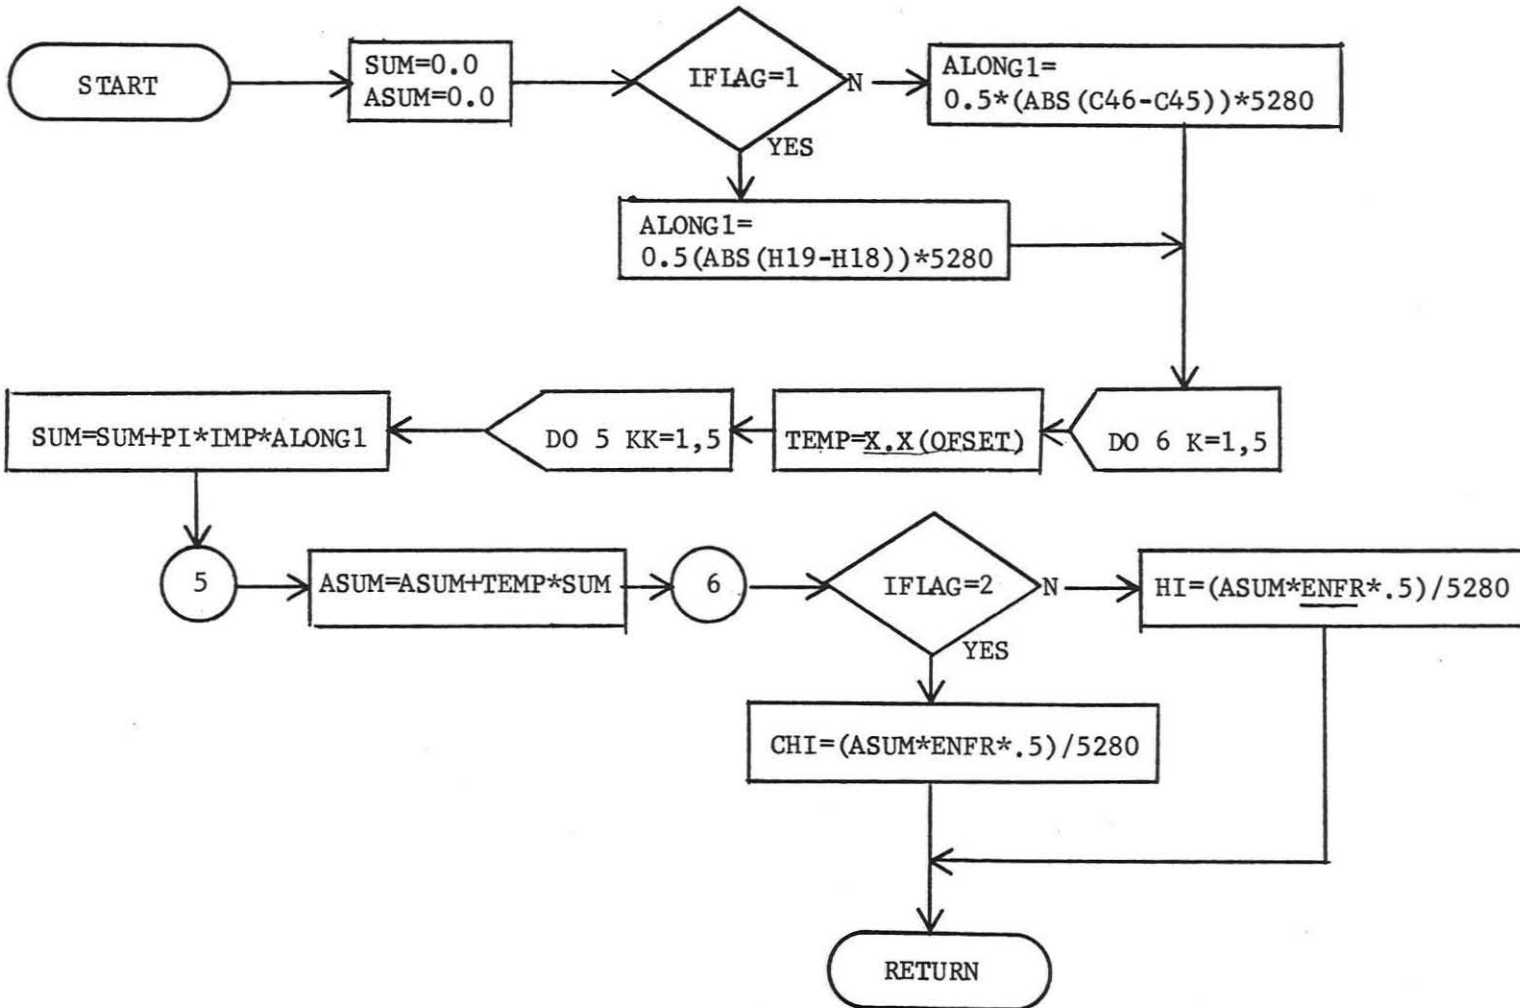 START
SUM=0.0
ASUM=0.0
IFLAG=1
N
ALONG1=
0.5*(ABS(C46-C45))*5280
YES
ALONG1=
0.5(ABS(H19-H18))*5280
SUM=SUM+PI*IMP*ALONG1
DO 5 KK=1,5
TEMP=X.X(OFSET)
DO 6 K=1,5
5
ASUM=ASUM+TEMP*SUM
6
IFLAG=2
N
HI=(ASUM*ENFR*.5)/5280
YES
CHI=(ASUM*ENFR*.5)/5280
RETURN